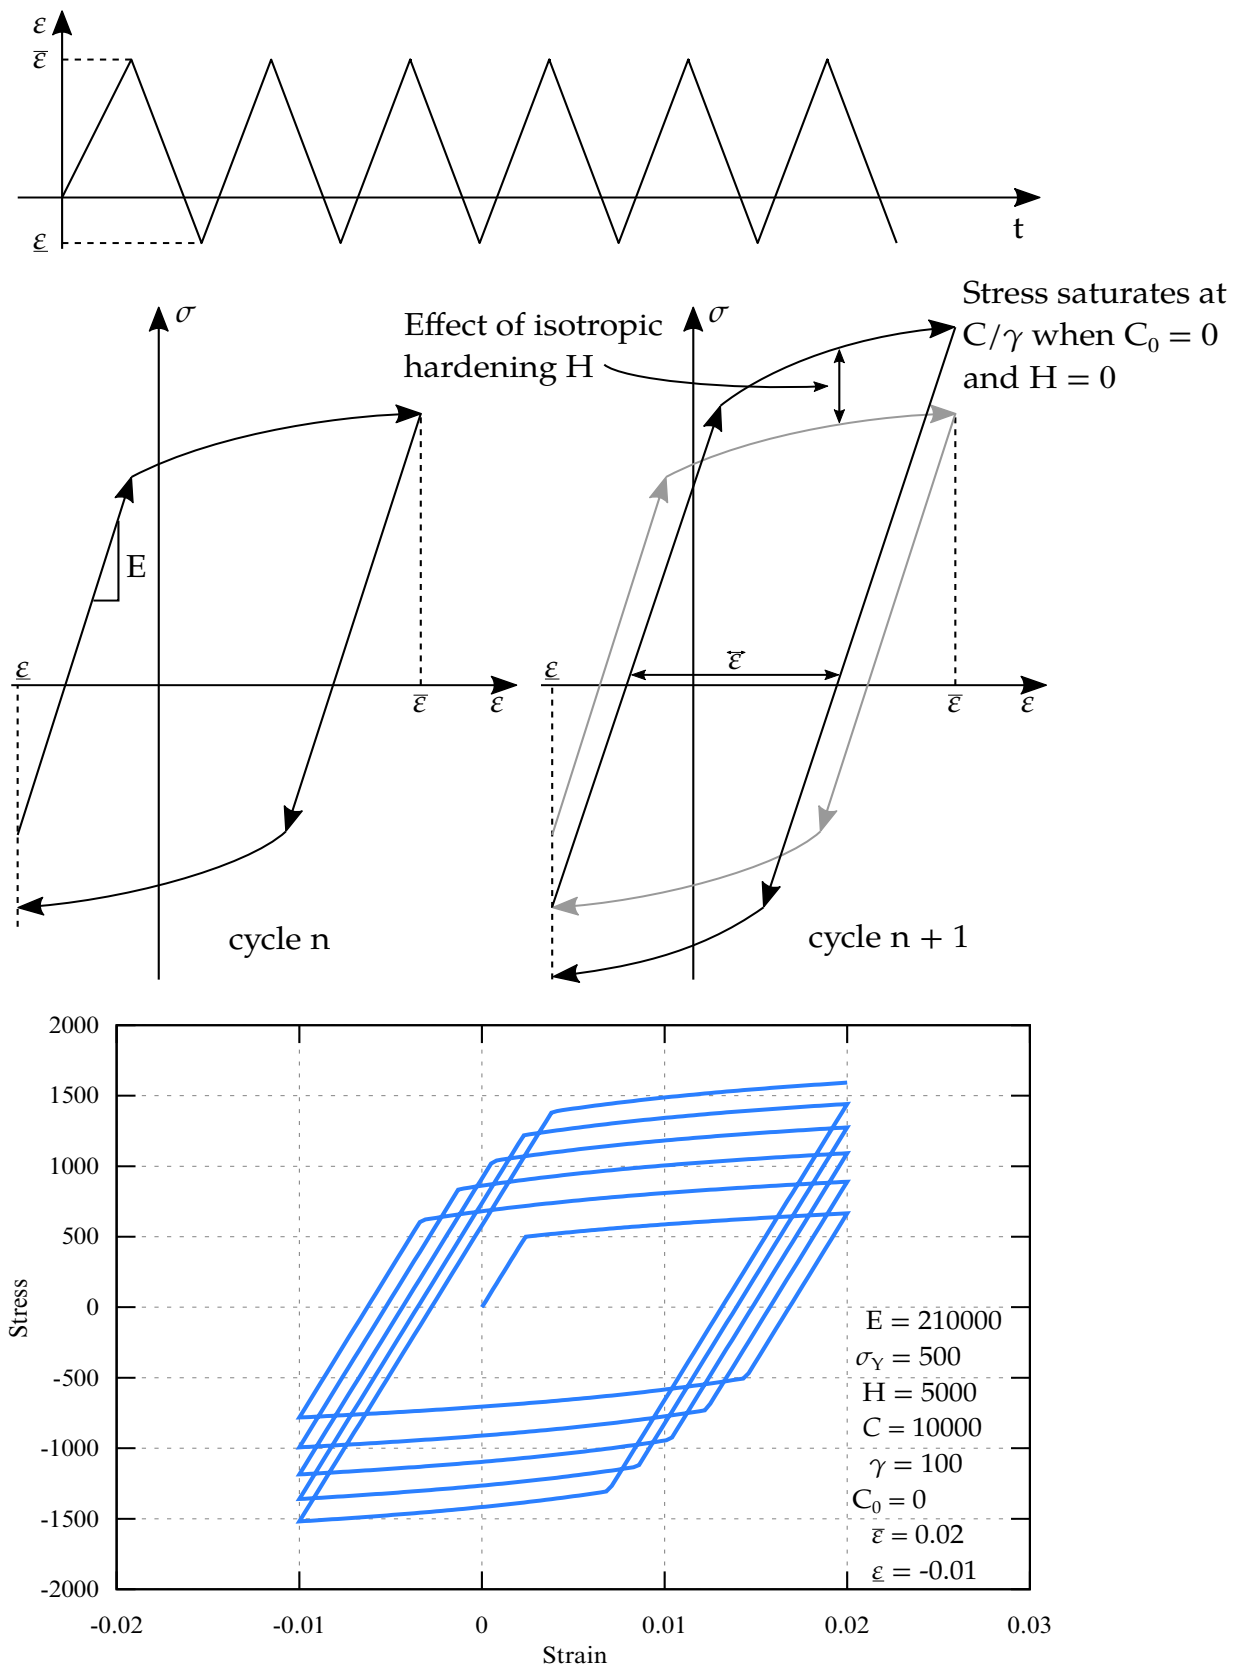 ε
ε̅
ε̲
t
σ
Effect of isotropic
hardening H
σ
Stress saturates at
C/γ when C₀ = 0
and H = 0
E
ε̲
ε̅
ε
ε̲
ε̅
ε̅
ε
cycle n
cycle n + 1
2000
1500
1000
500
0
-500
-1000
-1500
-2000
Stress
E = 210000
σY = 500
H = 5000
C = 10000
γ = 100
C₀ = 0
ε̅ = 0.02
ε̲ = -0.01
-0.02 -0.01 0 0.01 0.02 0.03
Strain